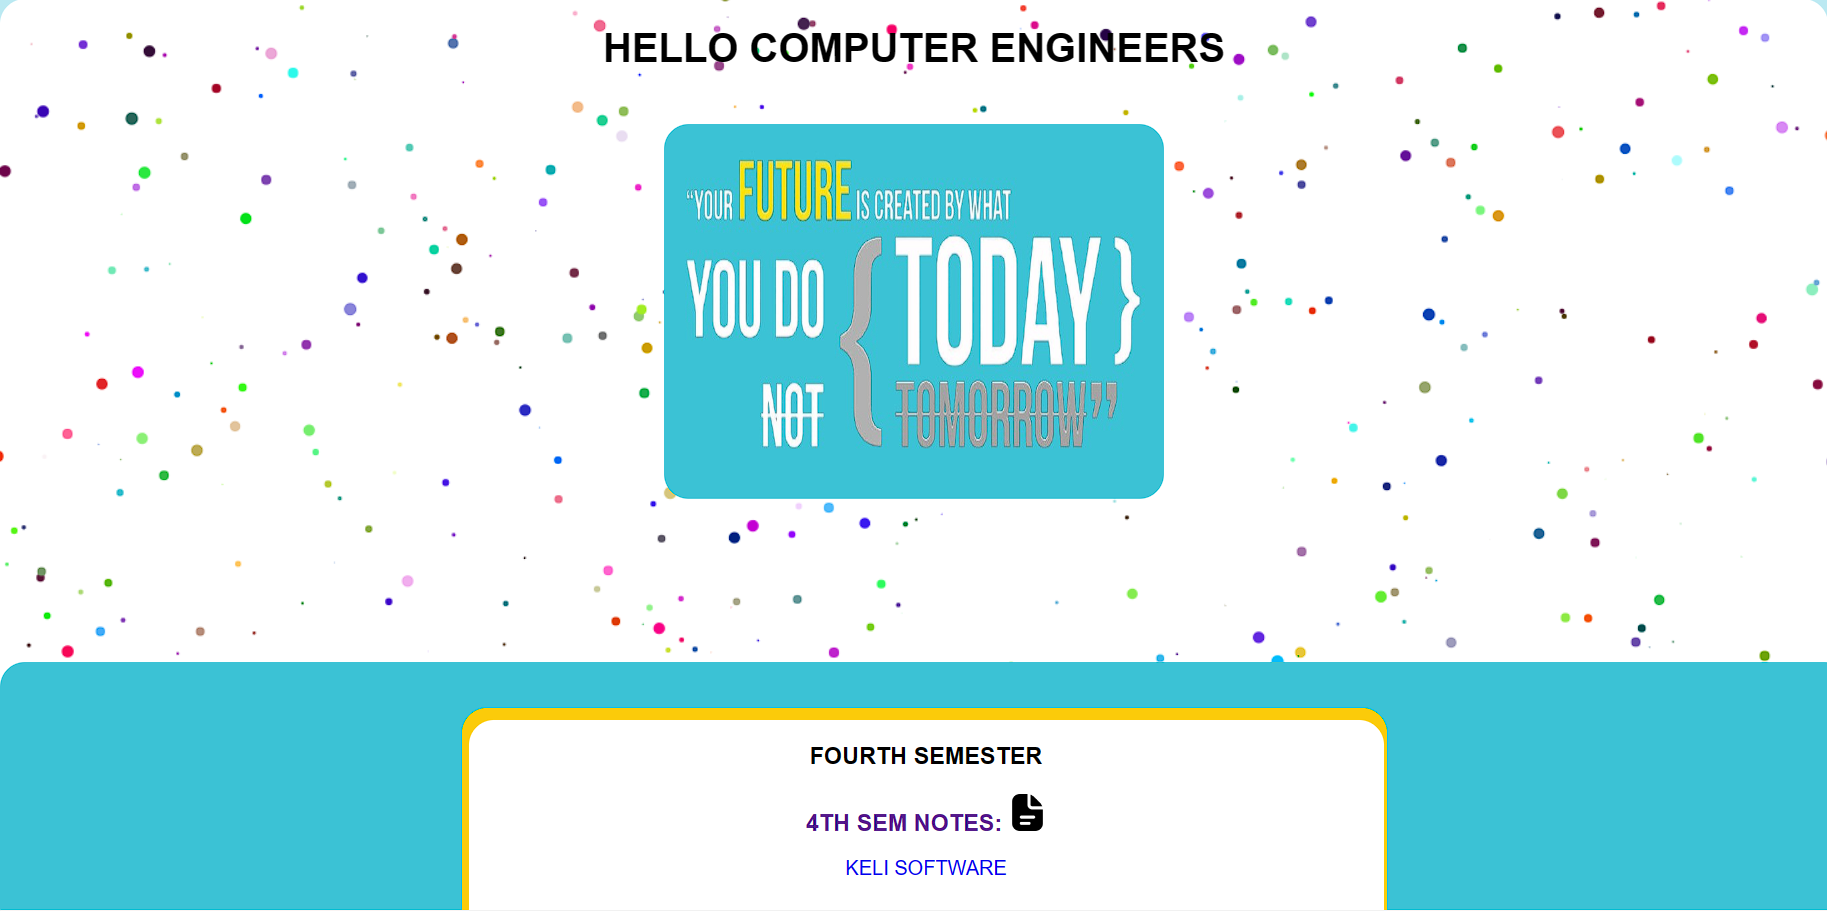 HELLO COMPUTER ENGINEERS
“YOUR FUTURE IS CREATED BY WHAT
YOU DO { TODAY }
NOT TOMORROW”
FOURTH SEMESTER
4TH SEM NOTES:
KELI SOFTWARE